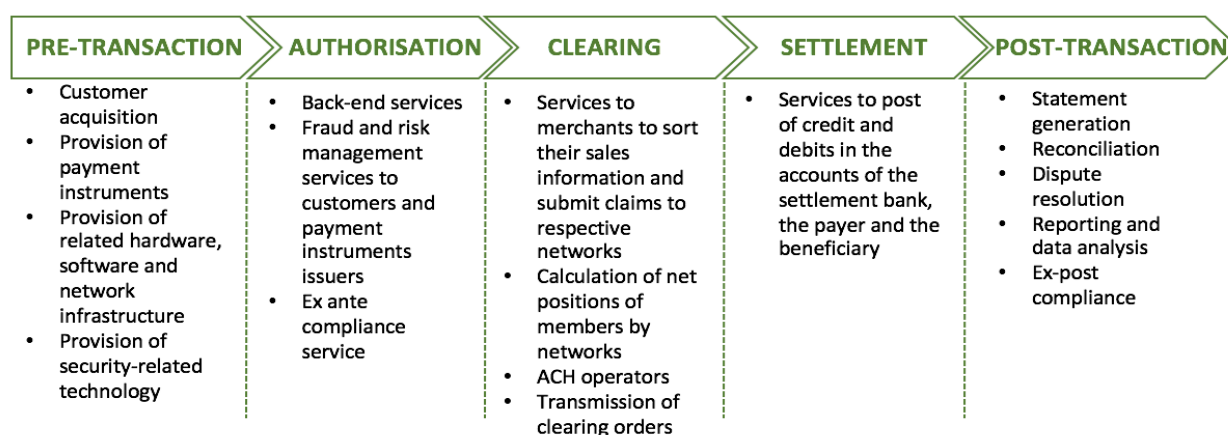 PRE-TRANSACTION
AUTHORISATION
CLEARING
SETTLEMENT
POST-TRANSACTION
• Customer
acquisition
• Provision of
payment
instruments
• Provision of
related hardware,
software and
network
infrastructure
• Provision of
security-related
technology
• Back-end services
• Fraud and risk
management
services to
customers and
payment
instruments
issuers
• Ex ante
compliance
service
• Services to
merchants to sort
their sales
information and
submit claims to
respective
networks
• Calculation of net
positions of
members by
networks
• ACH operators
• Transmission of
clearing orders
• Services to post
of credit and
debits in the
accounts of the
settlement bank,
the payer and the
beneficiary
• Statement
generation
• Reconciliation
• Dispute
resolution
• Reporting and
data analysis
• Ex-post
compliance